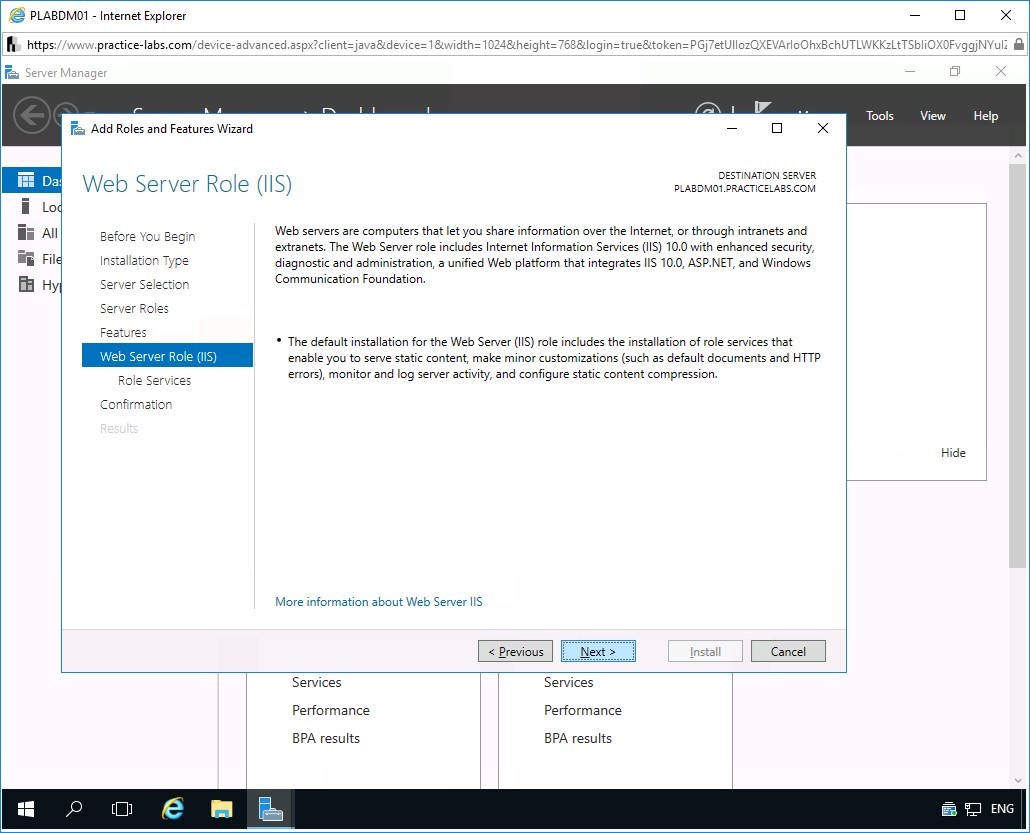 PLABDM01 - Internet Explorer
https://www.practice-labs.com/device-advanced.aspx?client=java&device=1&width=1024&height=768&login=true&token=
Server Manager
Tools
View
Help
Add Roles and Features Wizard
Web Server Role (IIS)
DESTINATION SERVER
PLABDM01.PRACTICELABS.COM
Before You Begin
Installation Type
Server Selection
Server Roles
Features
Web Server Role (IIS)
Role Services
Confirmation
Results
Web servers are computers that let you share information over the Internet, or through intranets and
extranets. The Web Server role includes Internet Information Services (IIS) 10.0 with enhanced security,
diagnostic and administration, a unified Web platform that integrates IIS 10.0, ASP.NET, and Windows
Communication Foundation.
• The default installation for the Web Server (IIS) role includes the installation of role services that
enable you to serve static content, make minor customizations (such as default documents and HTTP
errors), monitor and log server activity, and configure static content compression.
More information about Web Server IIS
< Previous
Next >
Install
Cancel
Hide
Services
Performance
BPA results
Services
Performance
BPA results
ENG